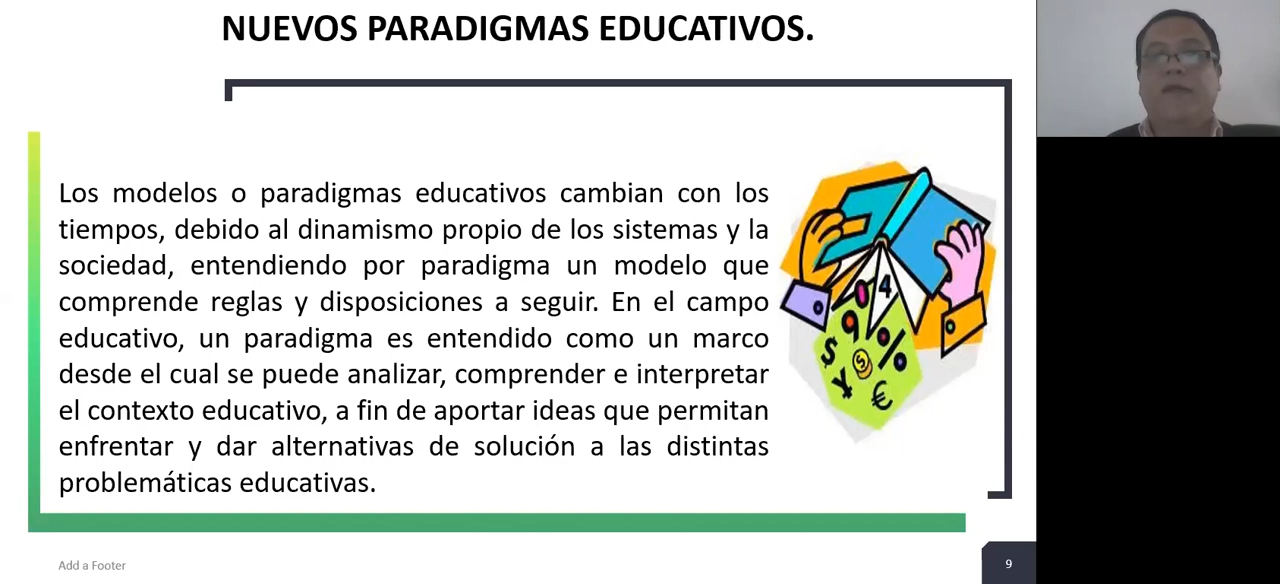 NUEVOS PARADIGMAS EDUCATIVOS.
Los modelos o paradigmas educativos cambian con los
tiempos, debido al dinamismo propio de los sistemas y la
sociedad, entendiendo por paradigma un modelo que
comprende reglas y disposiciones a seguir. En el campo
educativo, un paradigma es entendido como un marco
desde el cual se puede analizar, comprender e interpretar
el contexto educativo, a fin de aportar ideas que permitan
enfrentar y dar alternativas de solución a las distintas
problemáticas educativas.
0 4
9 %
$ $
¥ €
Add a Footer
9